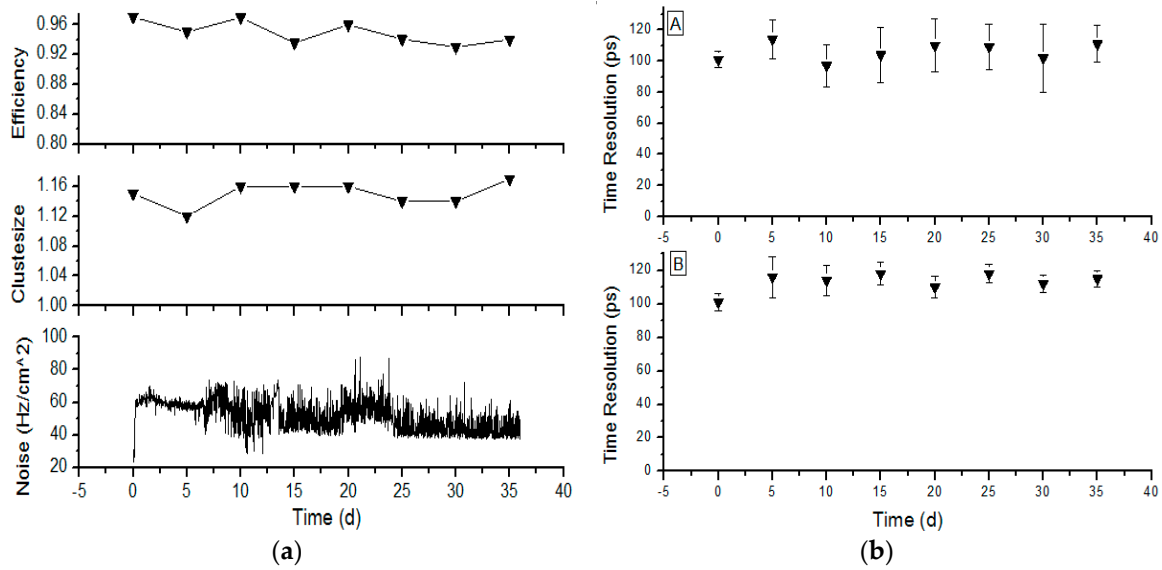 0.96
0.92
0.88
0.84
0.80
Efficiency
1.16
1.12
1.08
1.04
1.00
Clustesize
100
80
60
40
20
Noise (Hz/cm^2)
-5 0 5 10 15 20 25 30 35 40
Time (d)
(a)
A
120
100
80
60
40
20
0
Time Resolution (ps)
-5 0 5 10 15 20 25 30 35 40
B
120
100
80
60
40
20
0
Time Resolution (ps)
-5 0 5 10 15 20 25 30 35 40
Time (d)
(b)